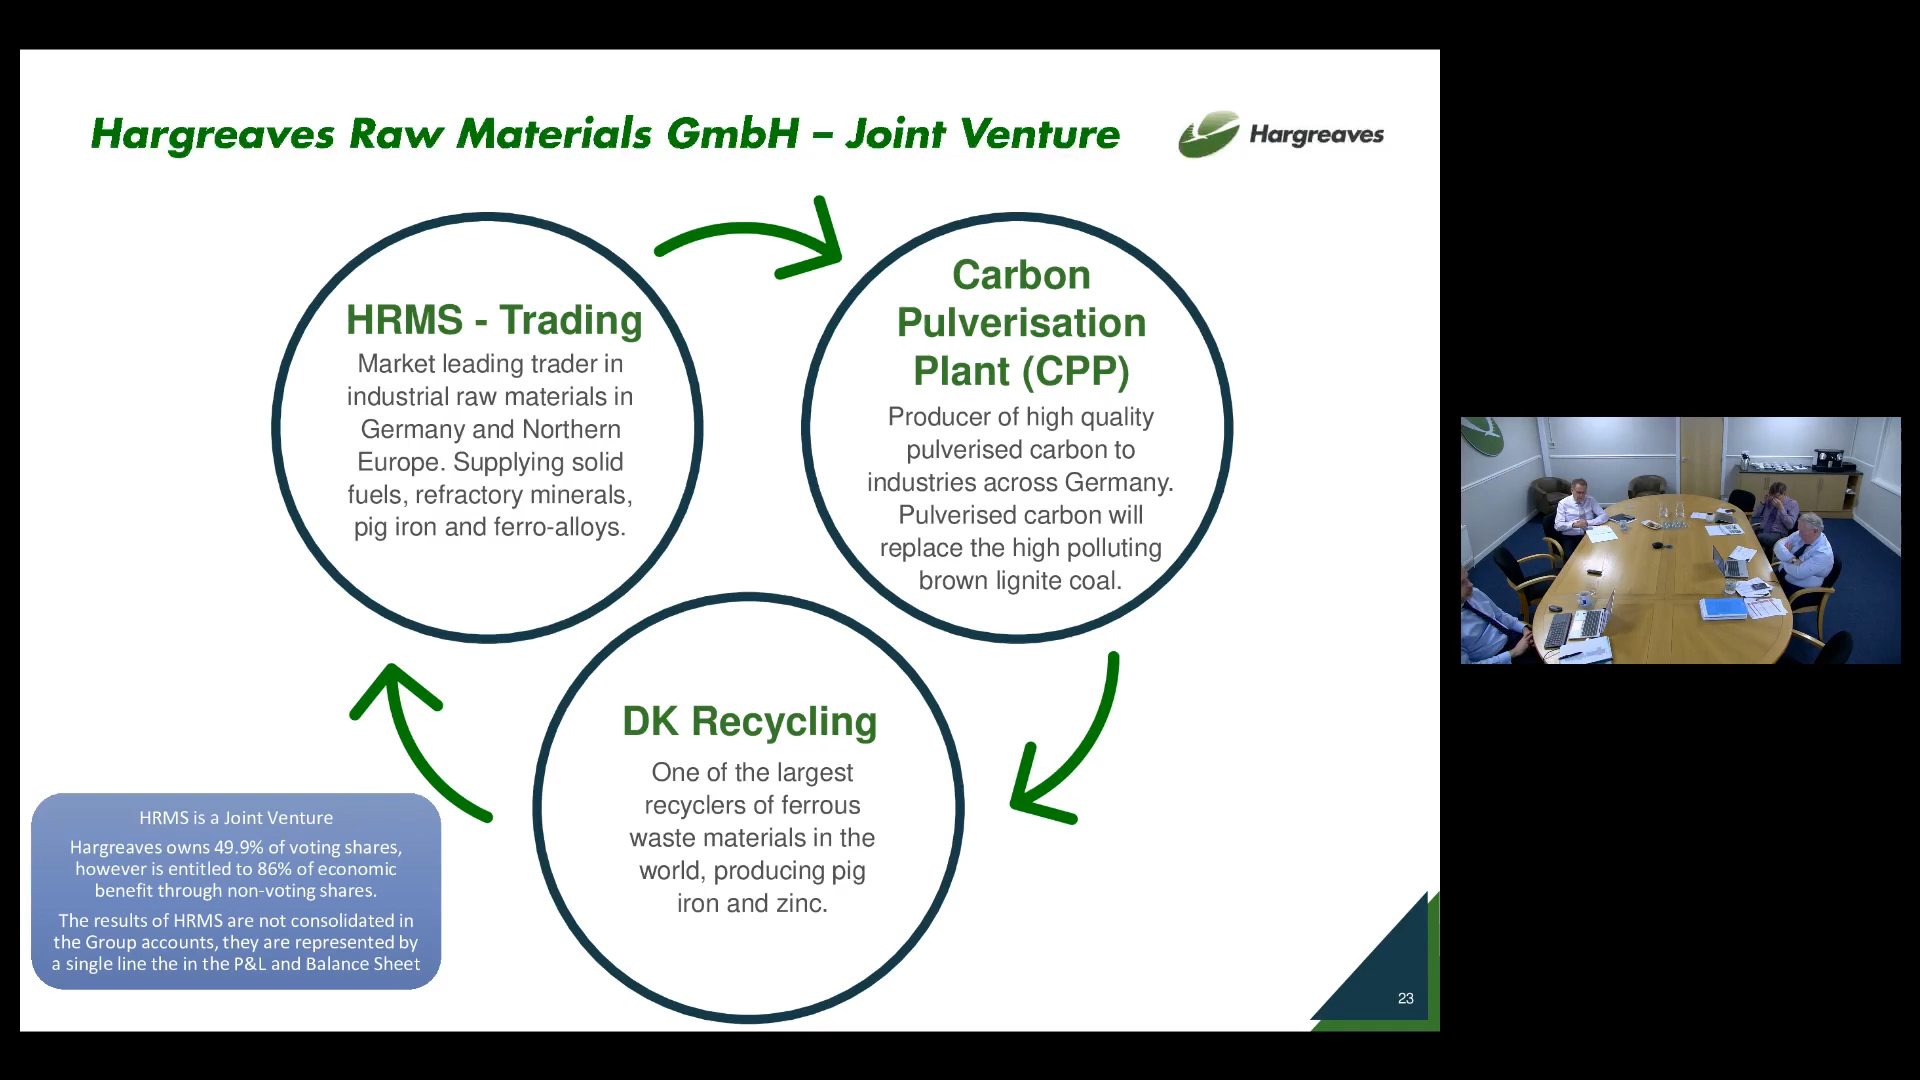 Hargreaves Raw Materials GmbH – Joint Venture
Hargreaves
HRMS - Trading
Market leading trader in
industrial raw materials in
Germany and Northern
Europe. Supplying solid
fuels, refractory minerals,
pig iron and ferro-alloys.
Carbon
Pulverisation
Plant (CPP)
Producer of high quality
pulverised carbon to
industries across Germany.
Pulverised carbon will
replace the high polluting
brown lignite coal.
DK Recycling
One of the largest
recyclers of ferrous
waste materials in the
world, producing pig
iron and zinc.
HRMS is a Joint Venture
Hargreaves owns 49.9% of voting shares,
however is entitled to 86% of economic
benefit through non-voting shares.
The results of HRMS are not consolidated in
the Group accounts, they are represented by
a single line the in the P&L and Balance Sheet
23